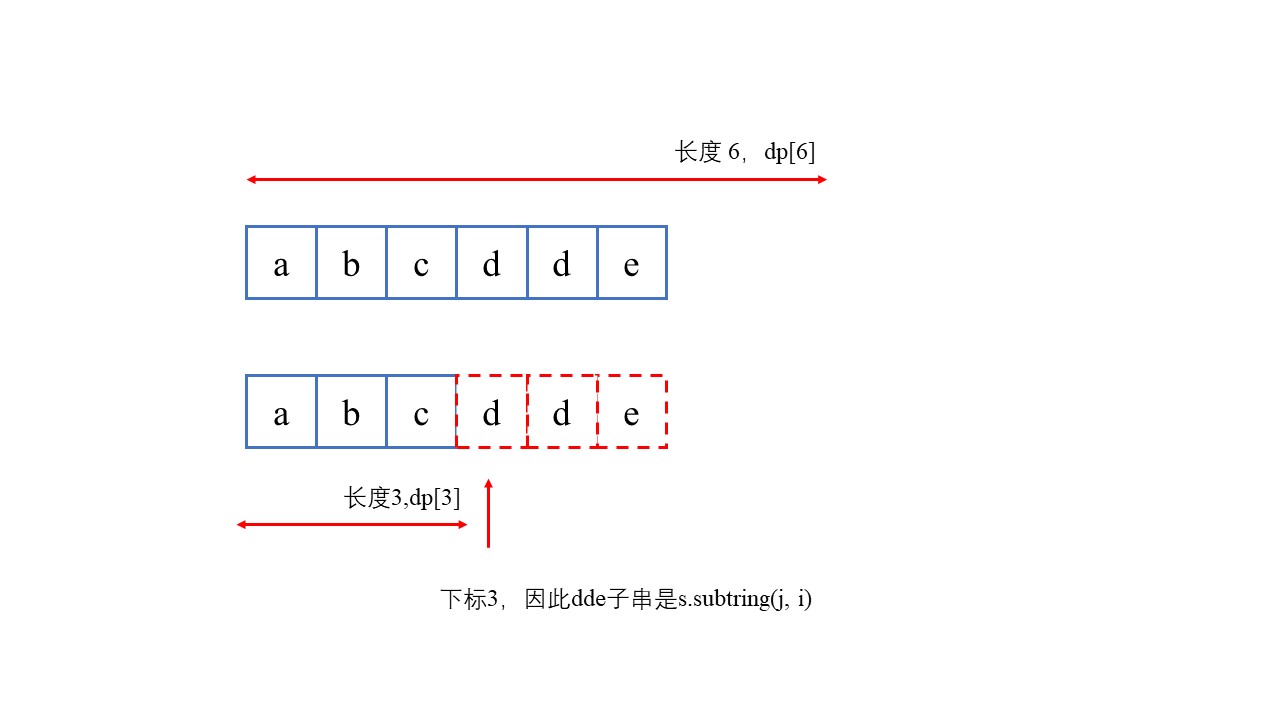 长度 6，dp[6]
a b c d d e
a b c d d e
长度3,dp[3]
下标3，因此dde子串是s.subtring(j, i)